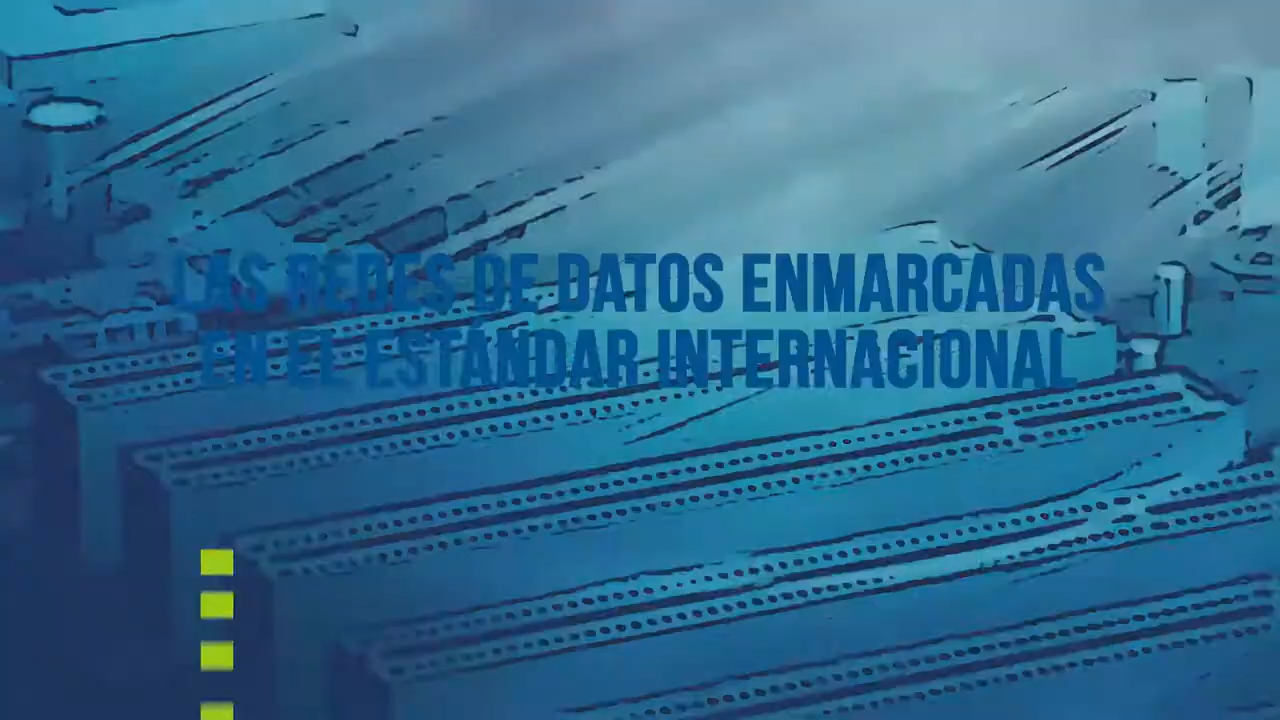 LAS REDES DE DATOS ENMARCADAS
EN EL ESTÁNDAR INTERNACIONAL